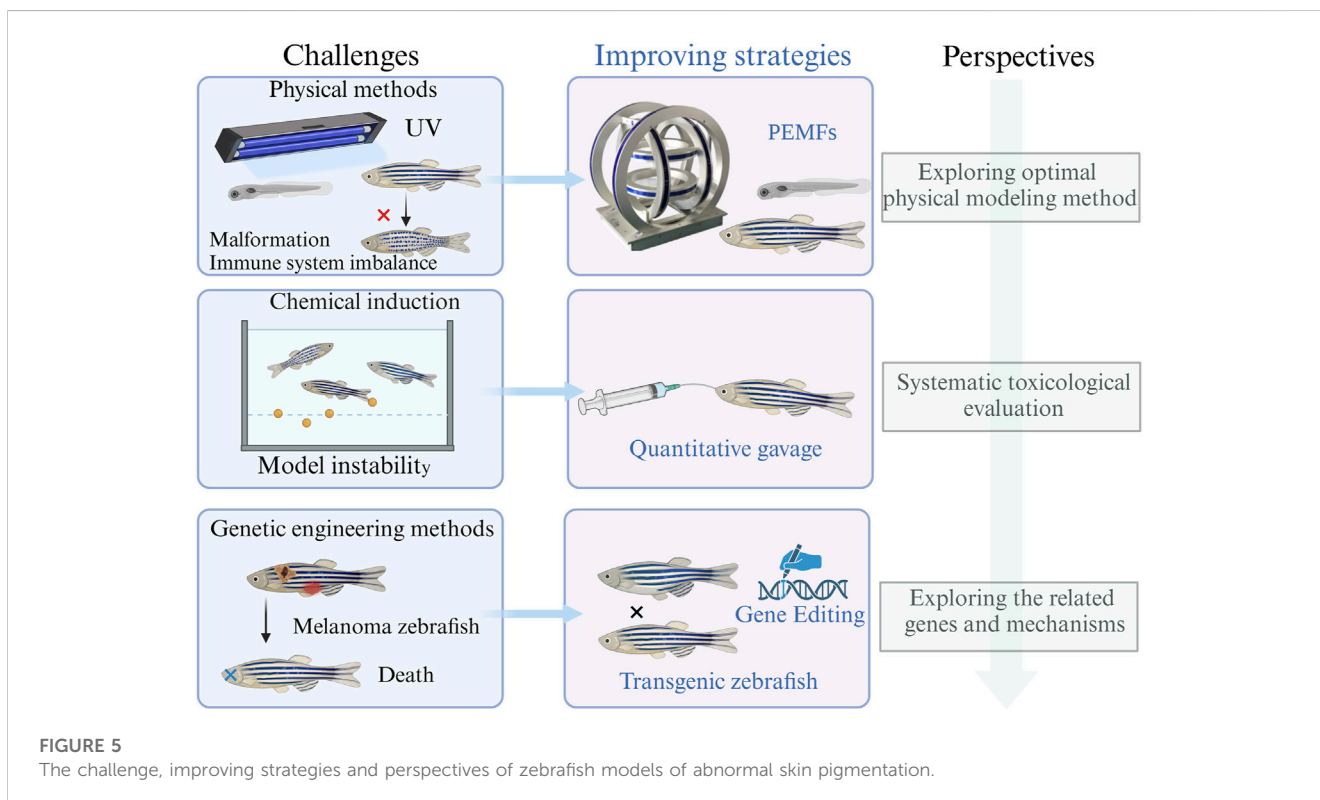 Challenges
Improving strategies
Perspectives
Physical methods
UV
Malformation
Immune system imbalance
PEMFs
Exploring optimal
physical modeling method
Chemical induction
Model instability
Quantitative gavage
Systematic toxicological
evaluation
Genetic engineering methods
Melanoma zebrafish
Death
Gene Editing
Transgenic zebrafish
Exploring the related
genes and mechanisms
FIGURE 5
The challenge, improving strategies and perspectives of zebrafish models of abnormal skin pigmentation.